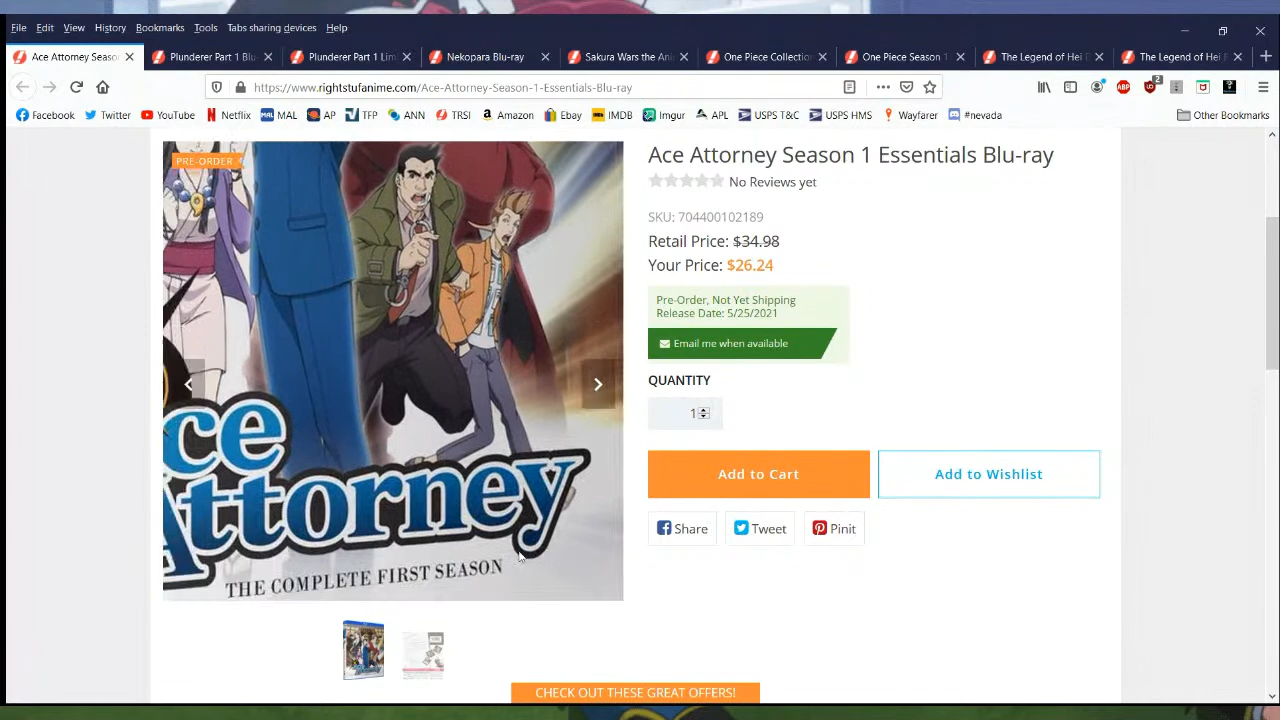 File Edit View History Bookmarks Tools Tabs sharing devices Help
Ace Attorney Seaso Plunderer Part 1 Blu- Plunderer Part 1 Lim Nekopara Blu-ray Sakura Wars the Ani One Piece Collectio One Piece Season 1 The Legend of Hei The Legend of Hei
https://www.rightstufanime.com/Ace-Attorney-Season-1-Essentials-Blu-ray
ABP 2
Facebook Twitter YouTube Netflix MAL MAL AP TFP ANN TRSI Amazon Ebay IMDB Imgur APL USPS T&C USPS HMS Wayfarer #nevada Other Bookmarks
PRE-ORDER
Ace
Attorney
THE COMPLETE FIRST SEASON
Ace Attorney Season 1 Essentials Blu-ray
No Reviews yet
SKU: 704400102189
Retail Price: $34.98
Your Price: $26.24
Pre-Order, Not Yet Shipping
Release Date: 5/25/2021
Email me when available
QUANTITY
1
Add to Cart
Add to Wishlist
Share Tweet Pinit
CHECK OUT THESE GREAT OFFERS!